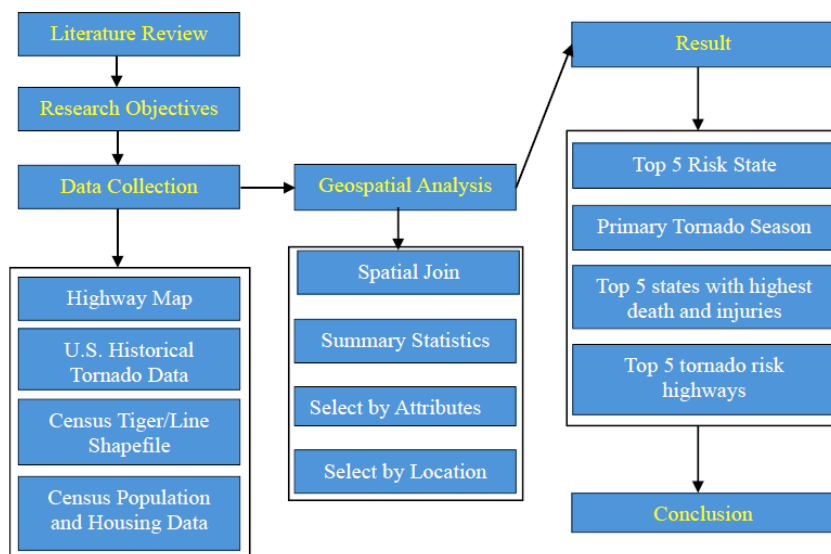 Literature Review
Research Objectives
Data Collection
Highway Map
U.S. Historical
Tornado Data
Census Tiger/Line
Shapefile
Census Population
and Housing Data
Geospatial Analysis
Spatial Join
Summary Statistics
Select by Attributes
Select by Location
Result
Top 5 Risk State
Primary Tornado Season
Top 5 states with highest
death and injuries
Top 5 tornado risk
highways
Conclusion